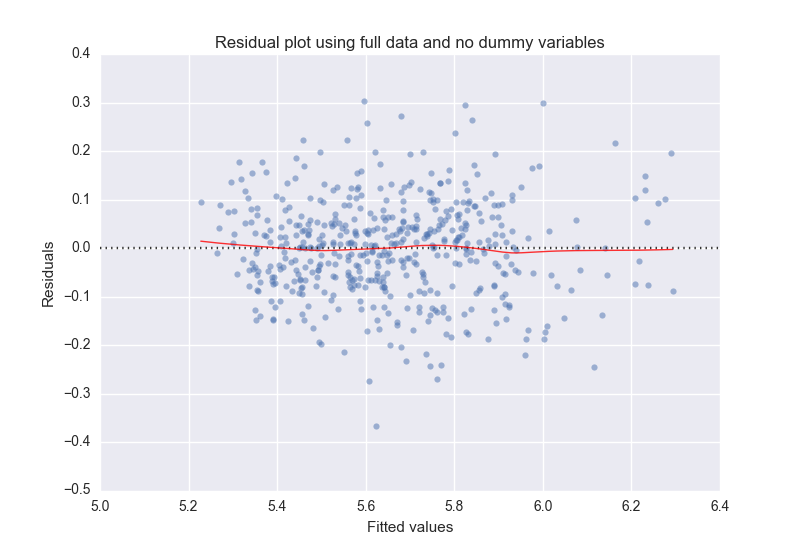 Residual plot using full data and no dummy variables
0.4
0.3
0.2
0.1
0.0
−0.1
−0.2
−0.3
−0.4
−0.5
Residuals
5.0 5.2 5.4 5.6 5.8 6.0 6.2 6.4
Fitted values